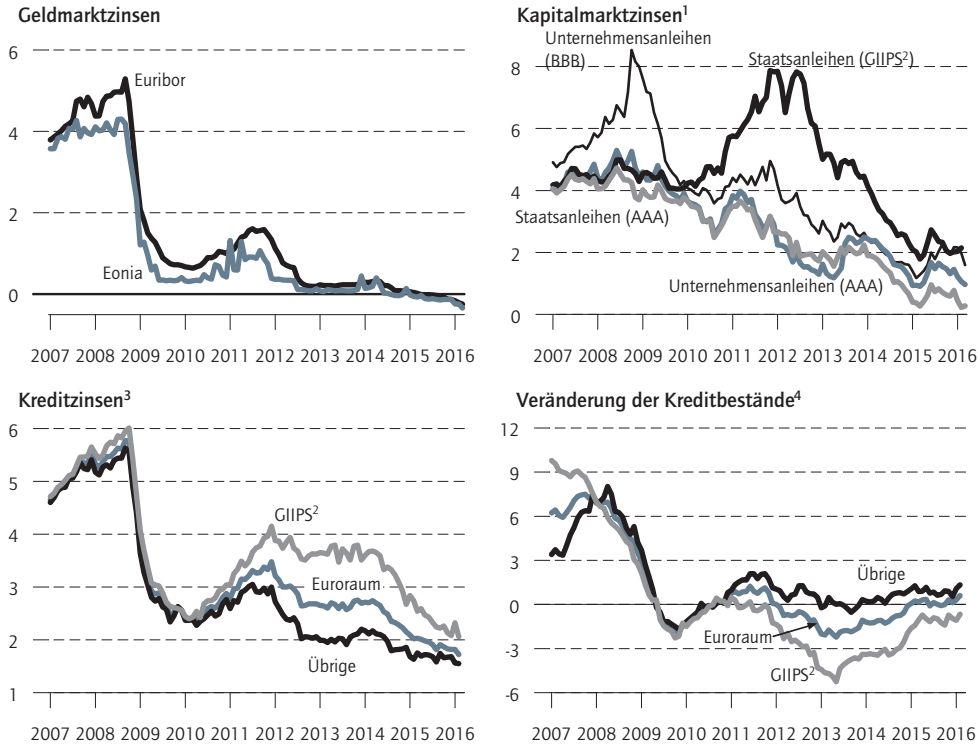 Geldmarktzinsen
6
4
2
0
Euribor
Eonia
2007 2008 2009 2010 2011 2012 2013 2014 2015 2016
Kapitalmarktzinsen¹
Unternehmensanleihen
(BBB)
Staatsanleihen (GIIPS²)
8
6
4
2
0
Staatsanleihen (AAA)
Unternehmensanleihen (AAA)
2007 2008 2009 2010 2011 2012 2013 2014 2015 2016
Kreditzinsen³
6
5
4
3
2
1
GIIPS²
Euroraum
Übrige
2007 2008 2009 2010 2011 2012 2013 2014 2015 2016
Veränderung der Kreditbestände⁴
12
9
6
3
0
-3
-6
Übrige
Euroraum
GIIPS²
2007 2008 2009 2010 2011 2012 2013 2014 2015 2016